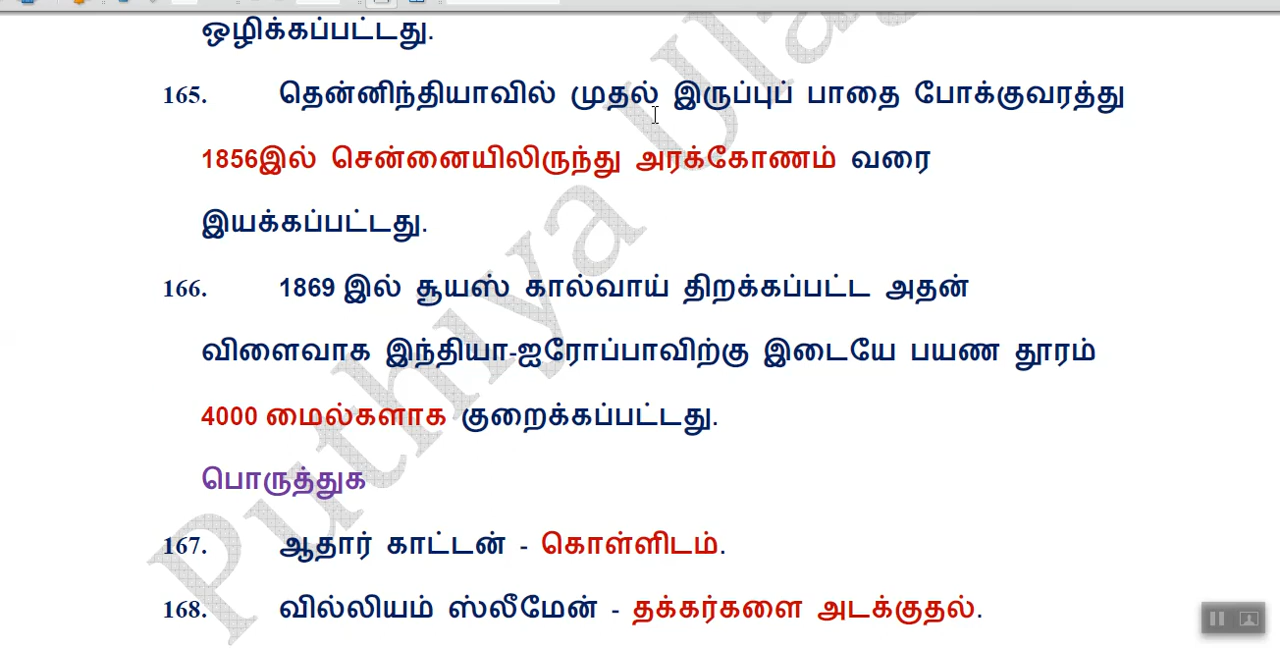 ஒழிக்கப்பட்டது.
165. தென்னிந்தியாவில் முதல் இருப்புப் பாதை போக்குவரத்து
1856இல் சென்னையிலிருந்து அரக்கோணம் வரை
இயக்கப்பட்டது.
166. 1869 இல் சூயஸ் கால்வாய் திறக்கப்பட்ட அதன்
விளைவாக இந்தியா-ஐரோப்பாவிற்கு இடையே பயண தூரம்
4000 மைல்களாக குறைக்கப்பட்டது.
பொருத்துக
167. ஆதார் காட்டன் - கொள்ளிடம்.
168. வில்லியம் ஸ்லீமேன் - தக்கர்களை அடக்குதல்.
Puthiya